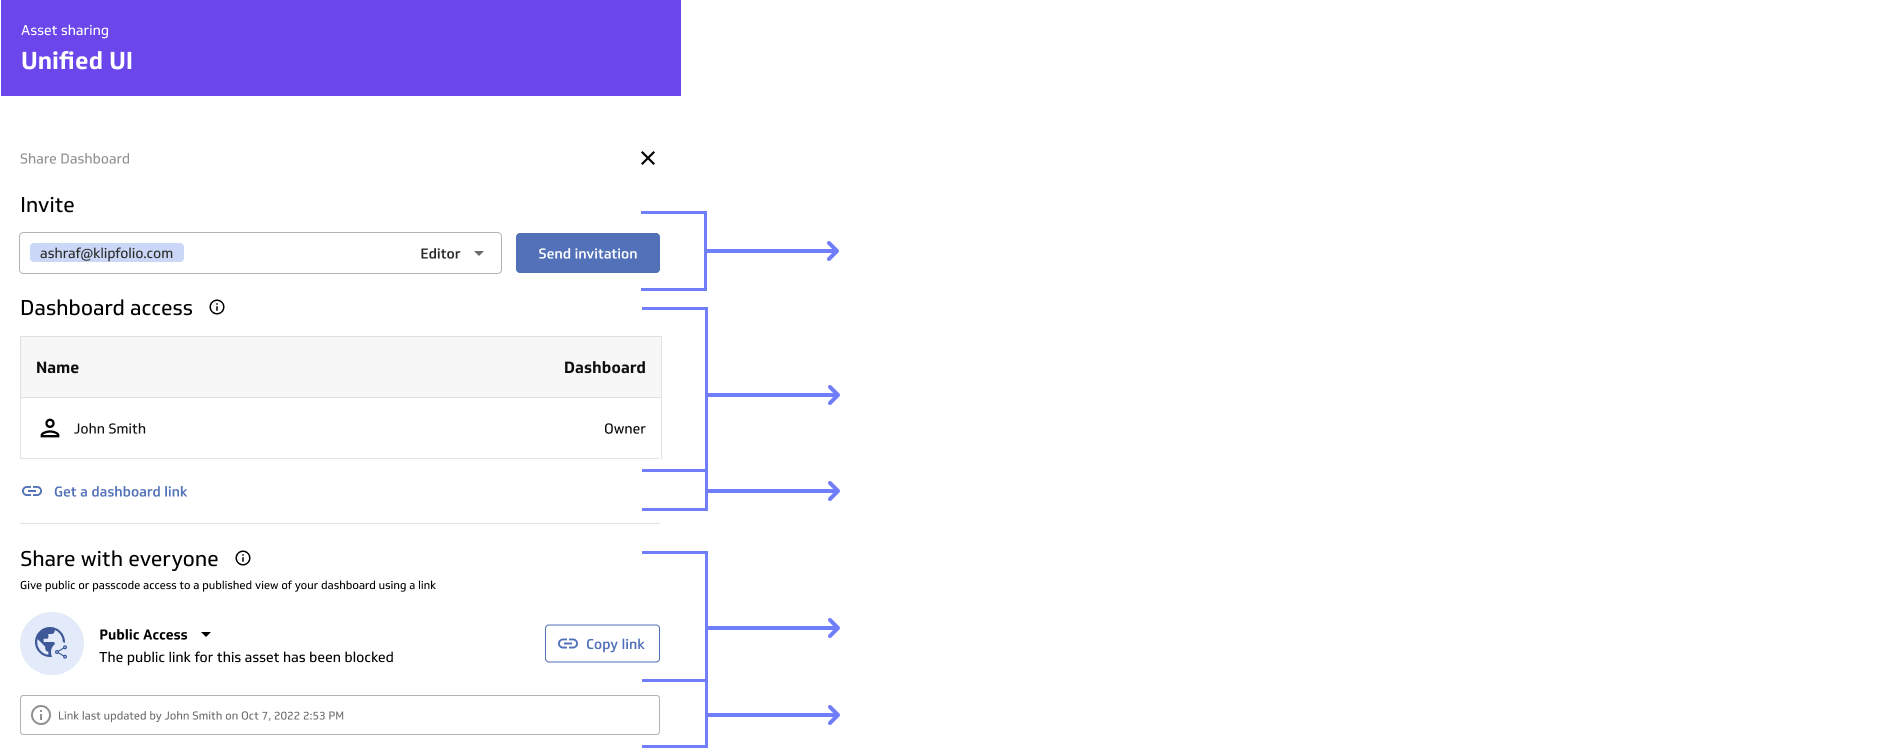 Asset sharing
Unified UI
Share Dashboard
Invite
ashraf@klipfolio.com Editor Send invitation
Dashboard access
Name Dashboard
John Smith Owner
Get a dashboard link
Share with everyone
Give public or passcode access to a published view of your dashboard using a link
Public Access
The public link for this asset has been blocked
Copy link
Link last updated by John Smith on Oct 7, 2022 2:53 PM